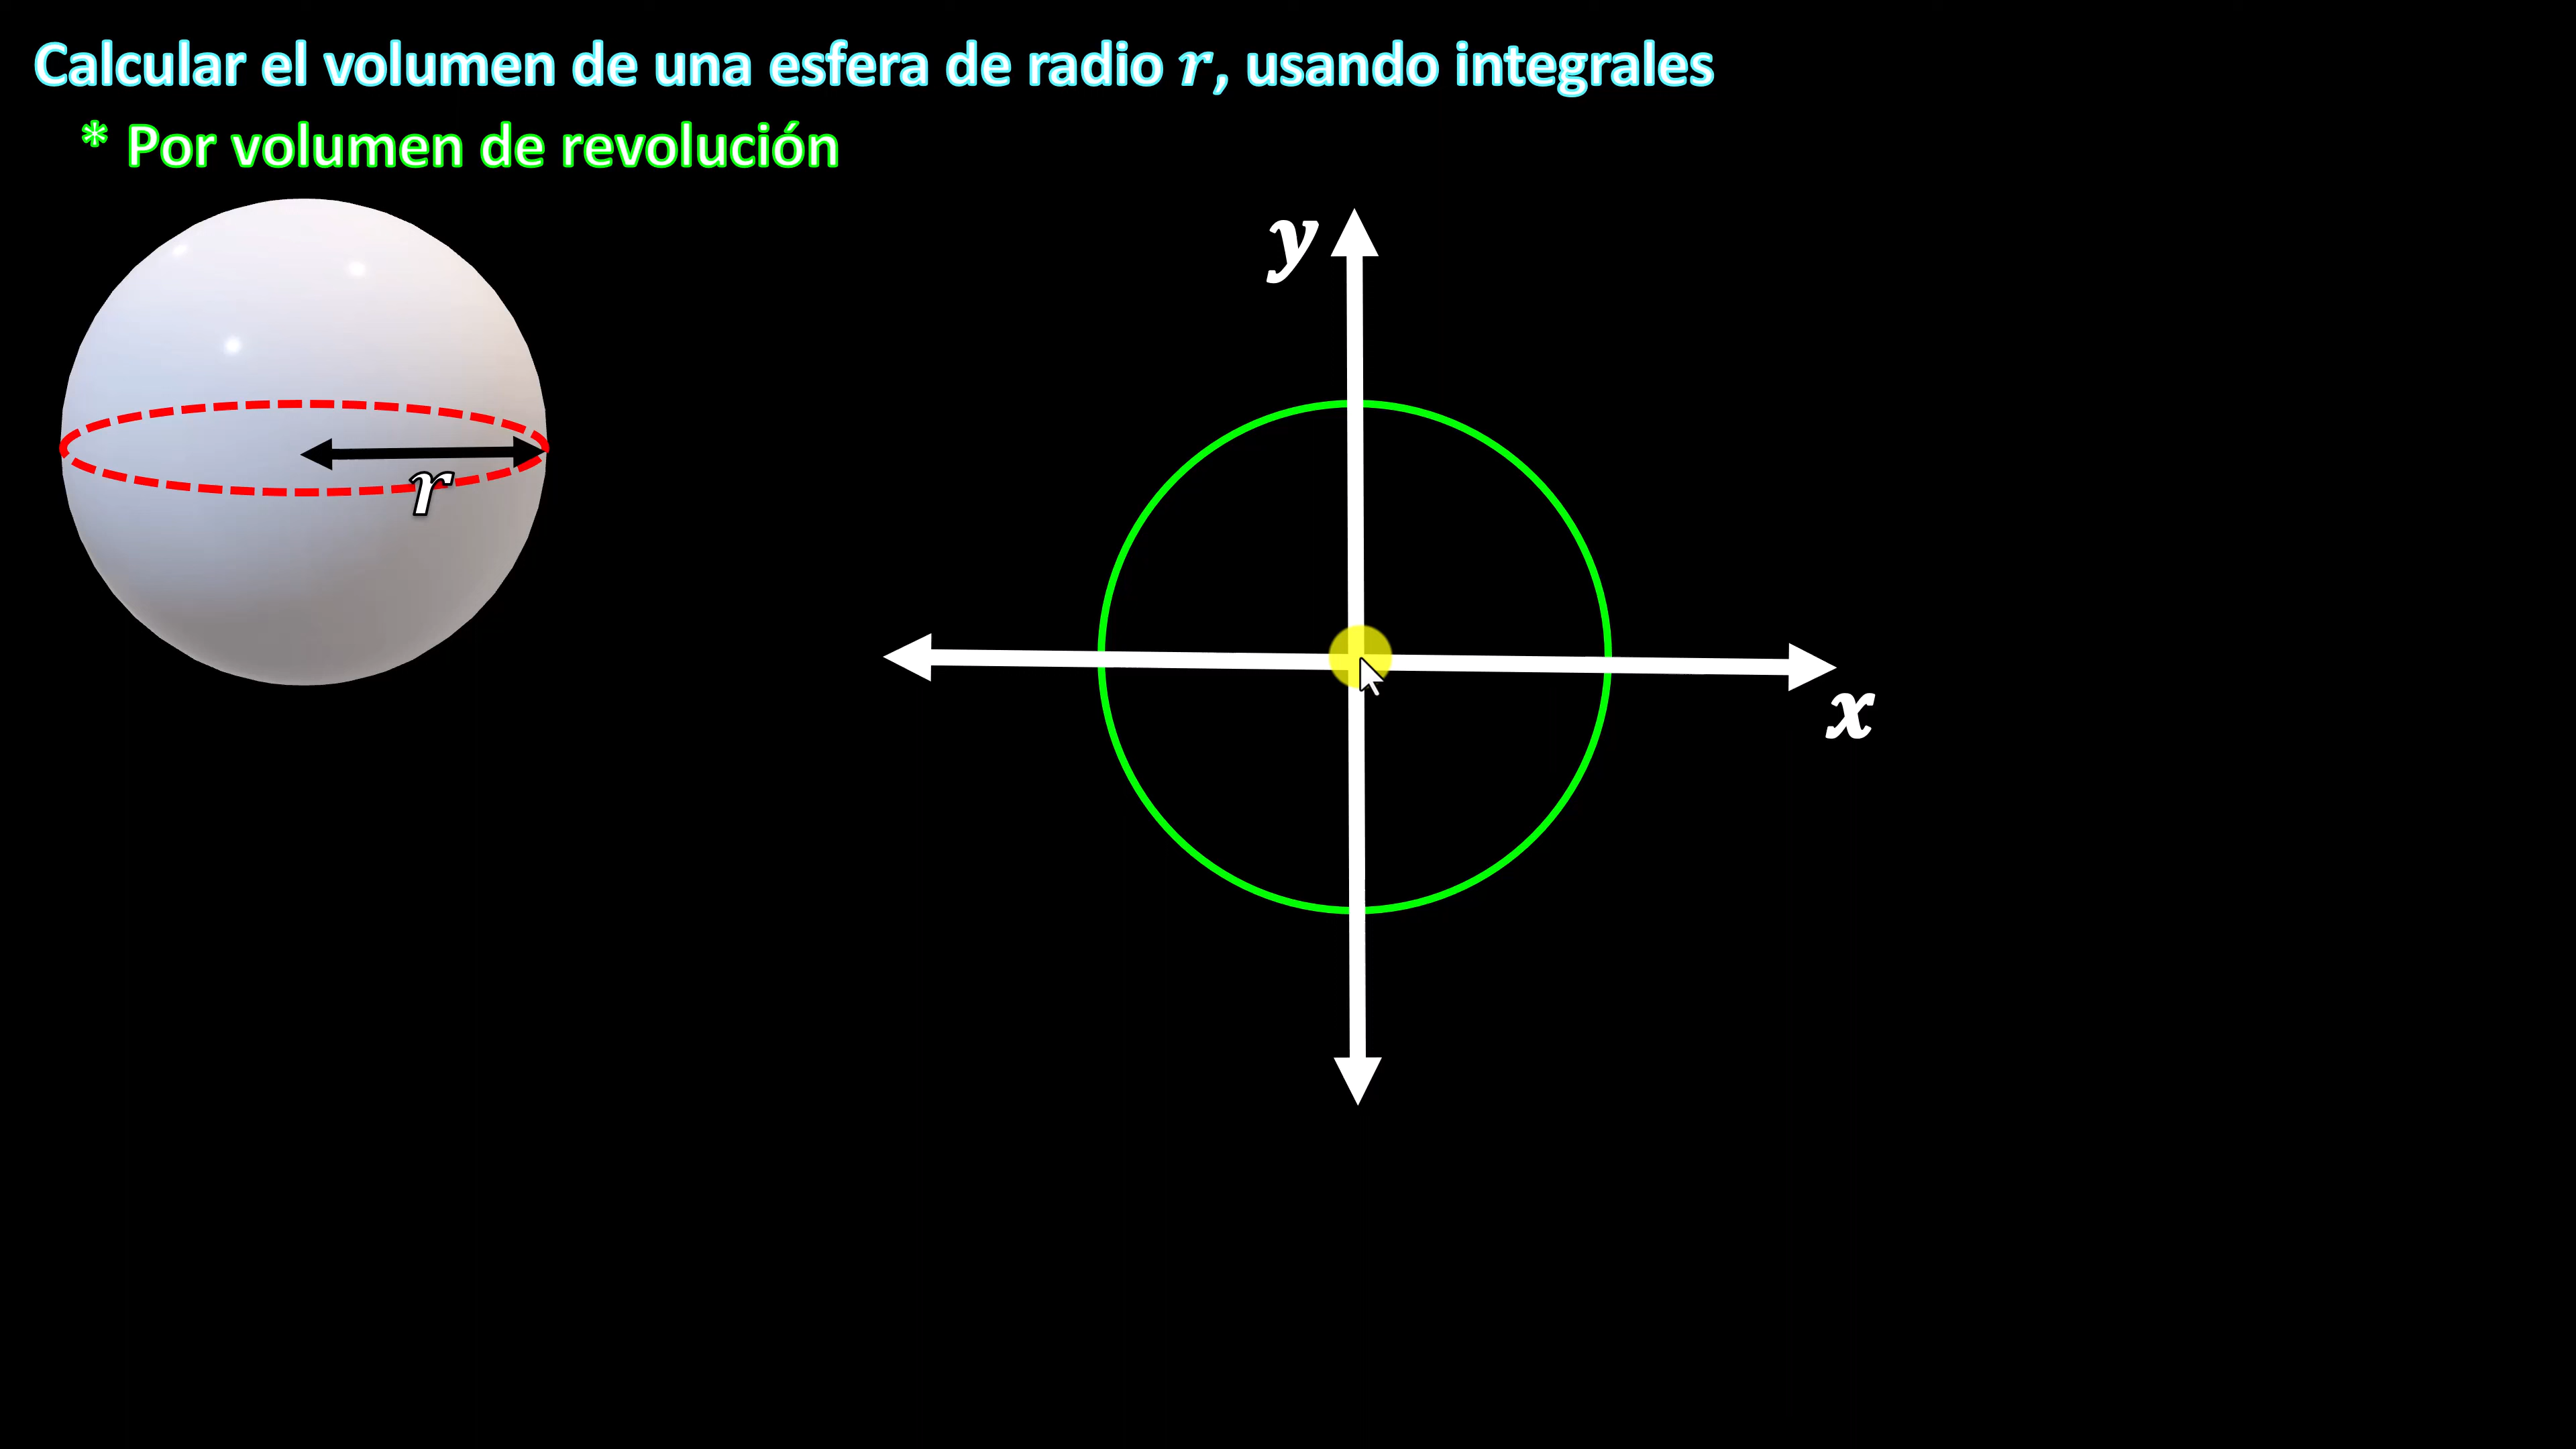 Calcular el volumen de una esfera de radio r, usando integrales
* Por volumen de revolución
y
r
x